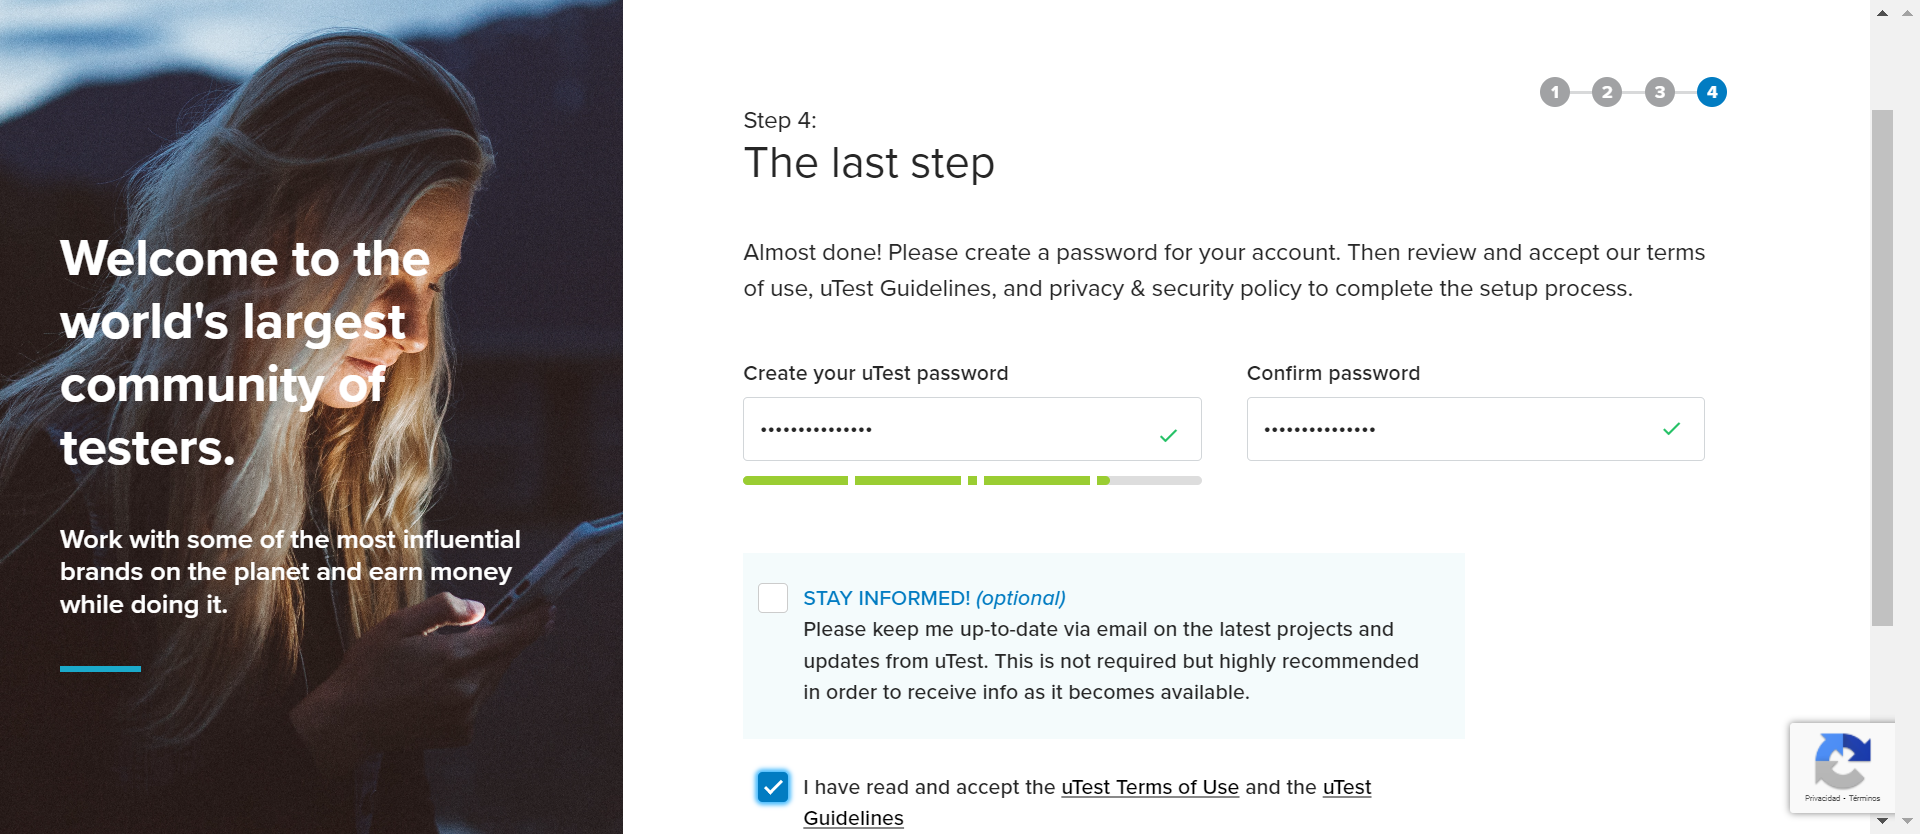 Welcome to the
world's largest
community of
testers.
Work with some of the most influential
brands on the planet and earn money
while doing it.
1 2 3 4
Step 4:
The last step
Almost done! Please create a password for your account. Then review and accept our terms
of use, uTest Guidelines, and privacy & security policy to complete the setup process.
Create your uTest password
Confirm password
•••••••••••••••
•••••••••••••••
STAY INFORMED! (optional)
Please keep me up-to-date via email on the latest projects and
updates from uTest. This is not required but highly recommended
in order to receive info as it becomes available.
I have read and accept the uTest Terms of Use and the uTest
Guidelines
Privacidad - Términos